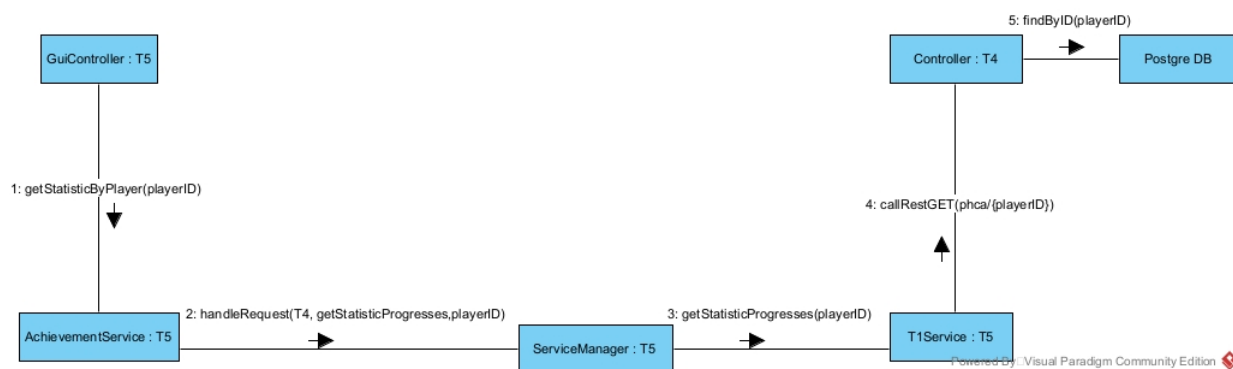 5: findByID(playerID)
GuiController : T5
Controller : T4
Postgre DB
1: getStatisticByPlayer(playerID)
4: callRestGET(phca/{playerID})
2: handleRequest(T4, getStatisticProgresses,playerID)
3: getStatisticProgresses(playerID)
AchievementService : T5
ServiceManager : T5
T1Service : T5
Powered By Visual Paradigm Community Edition